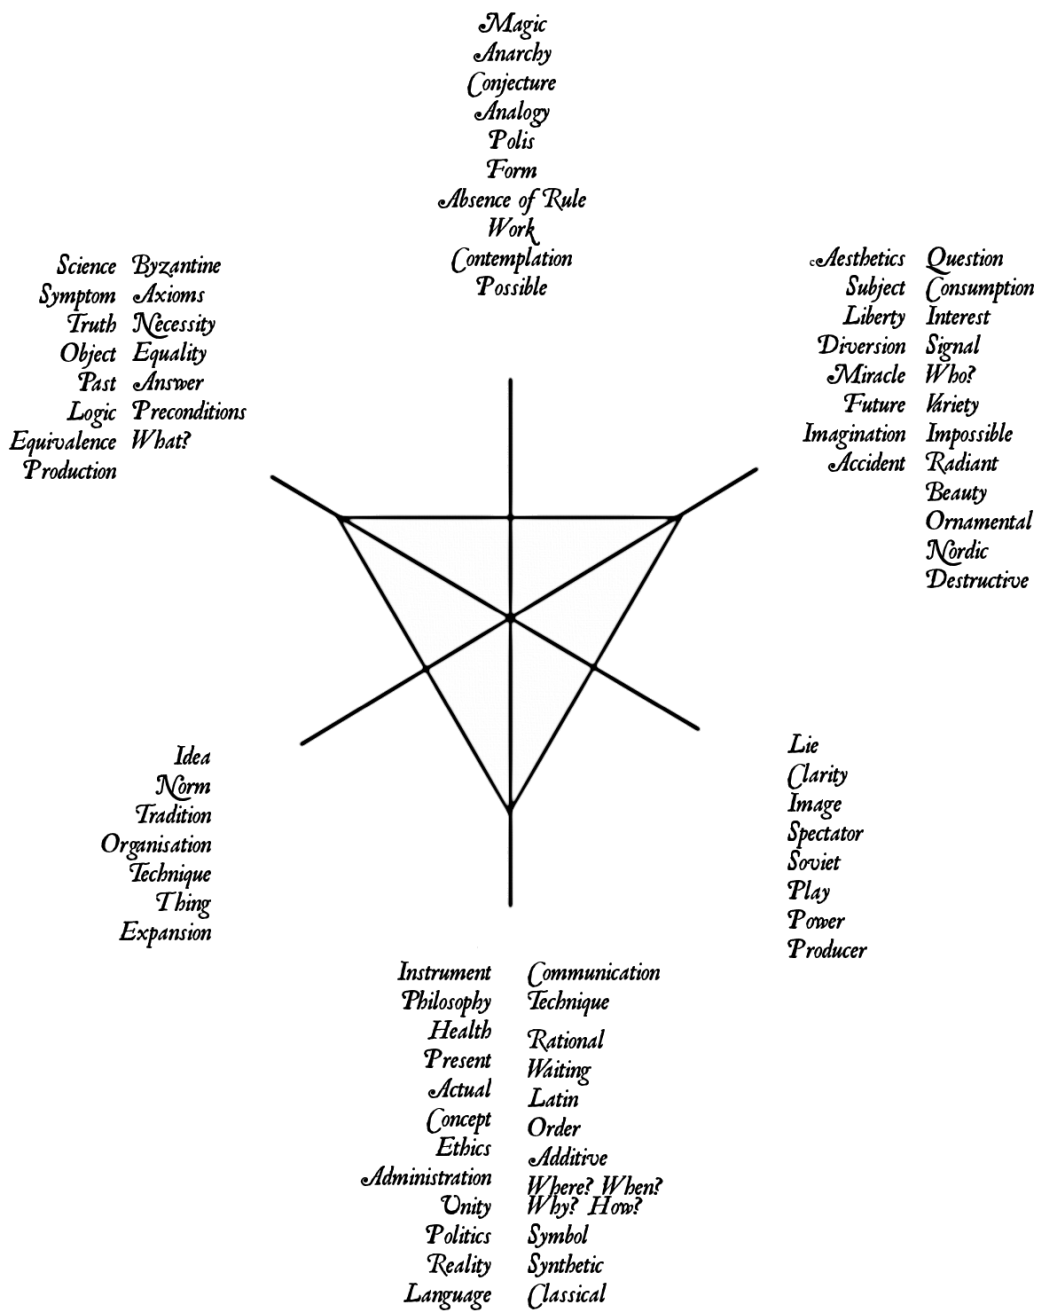 Magic
Anarchy
Conjecture
Analogy
Polis
Form
Absence of Rule
Work
Contemplation
Possible
Science Byzantine
Symptom Axioms
Truth Necessity
Object Equality
Past Answer
Logic Preconditions
Equivalence What?
Production
Aesthetics Question
Subject Consumption
Liberty Interest
Diversion Signal
Miracle Who?
Future Variety
Imagination Impossible
Accident Radiant
Beauty
Ornamental
Nordic
Destructive
Idea
Norm
Tradition
Organisation
Technique
Thing
Expansion
Lie
Clarity
Image
Spectator
Soviet
Play
Power
Producer
Instrument
Philosophy
Health
Present
Actual
Concept
Ethics
Administration
Unity
Politics
Reality
Language
Communication
Technique
Rational
Waiting
Latin
Order
Additive
Where? When?
Why? How?
Symbol
Synthetic
Classical